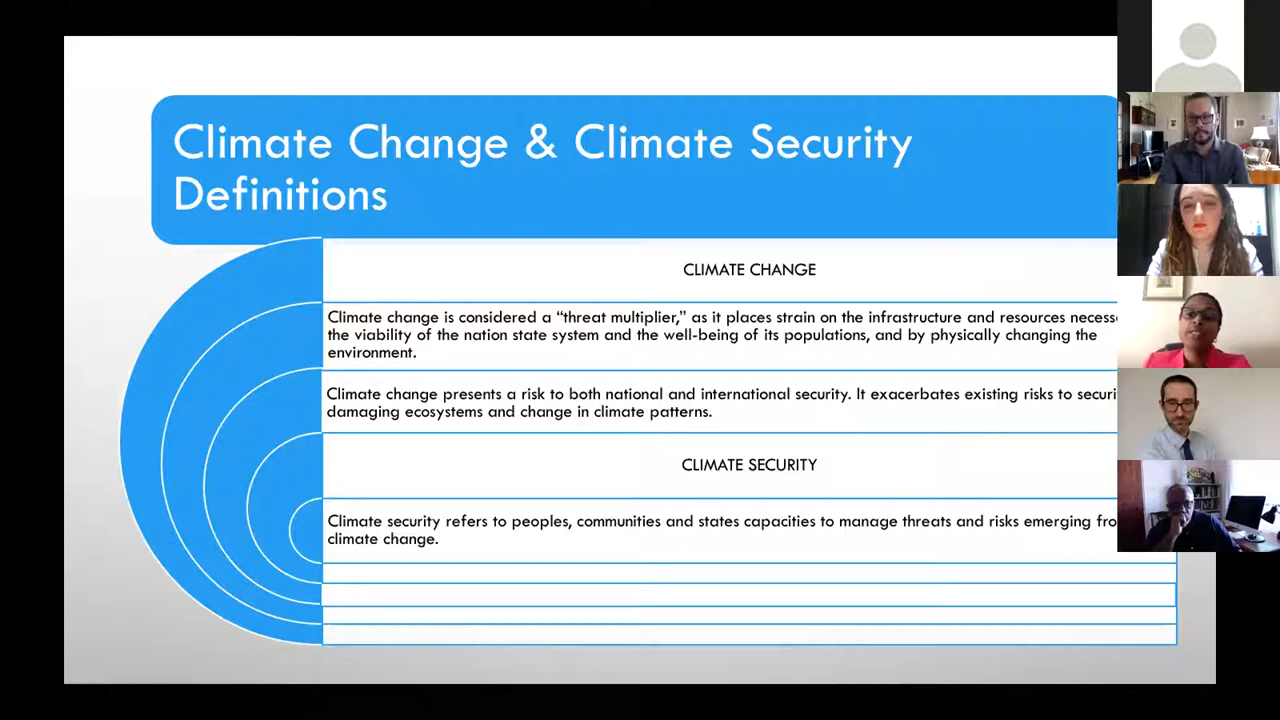 Climate Change & Climate Security
Definitions
CLIMATE CHANGE
Climate change is considered a “threat multiplier,” as it places strain on the infrastructure and resources
the viability of the nation state system and the well-being of its populations, and by physically changing the
environment.
Climate change presents a risk to both national and international security. It exacerbates existing risks to
damaging ecosystems and change in climate patterns.
CLIMATE SECURITY
Climate security refers to peoples, communities and states capacities to manage threats and risks emerging
climate change.